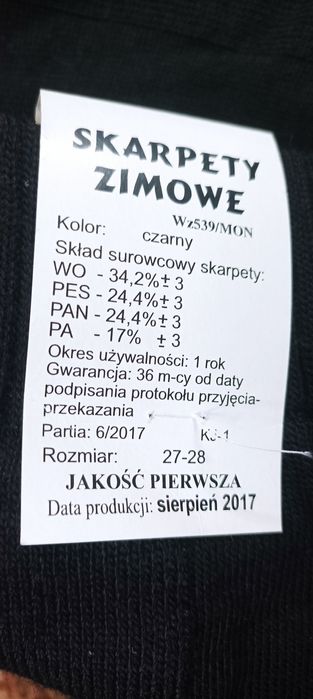 SKARPETY
ZIMOWE
Wz539/MON
Kolor: czarny
Skład surowcowy skarpety:
WO - 34,2%± 3
PES - 24,4%± 3
PAN - 24,4%± 3
PA - 17% ± 3
Okres używalności: 1 rok
Gwarancja: 36 m-cy od daty
podpisania protokołu przyjęcia-
przekazania
Partia: 6/2017 KJ-1
Rozmiar: 27-28
JAKOŚĆ PIERWSZA
Data produkcji: sierpień 2017